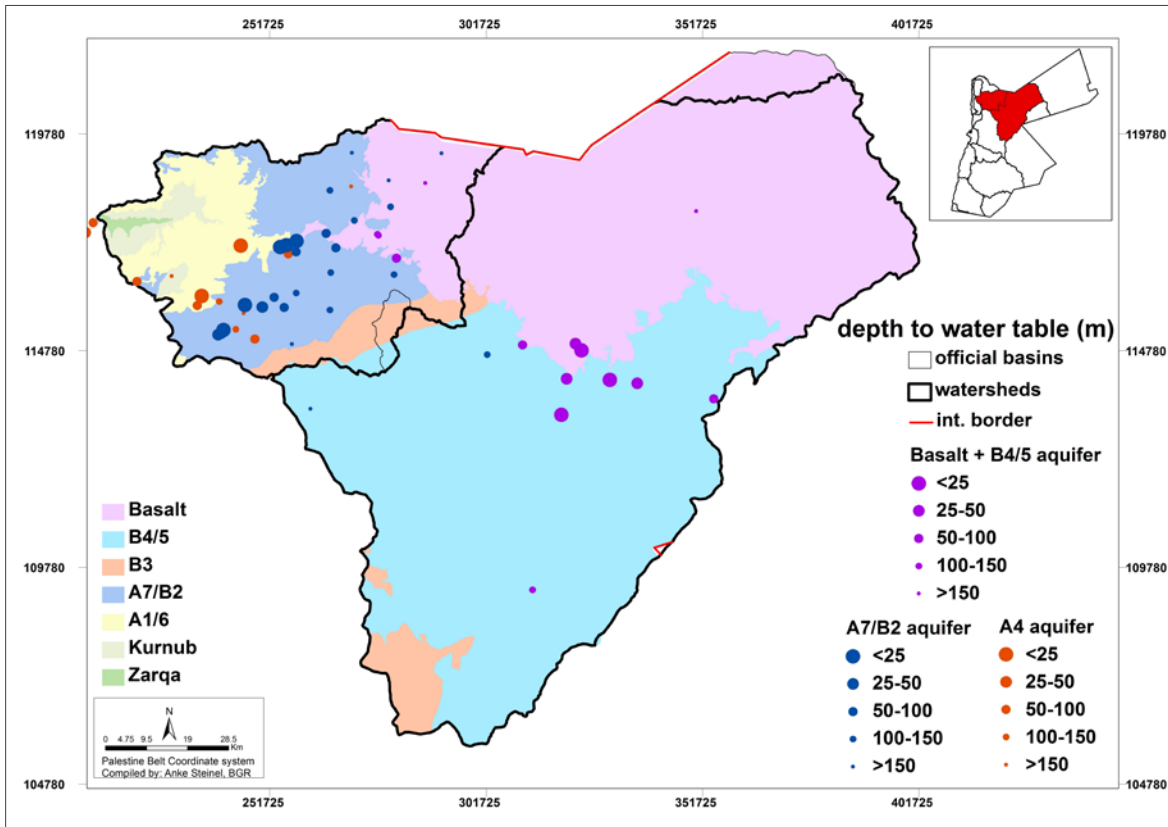 251725 301725 351725 401725
119780 119780
114780 114780
109780 109780
104780 104780
depth to water table (m)
official basins
watersheds
int. border
Basalt + B4/5 aquifer
<25
25-50
50-100
100-150
>150
Basalt
B4/5
B3
A7/B2
A1/6
Kurnub
Zarqa
A7/B2 aquifer
<25
25-50
50-100
100-150
>150
A4 aquifer
<25
25-50
50-100
100-150
>150
N
0 4.75 9.5 19 28.5
Km
Palestine Belt Coordinate system
Compiled by: Anke Steinel, BGR
251725 301725 351725 401725